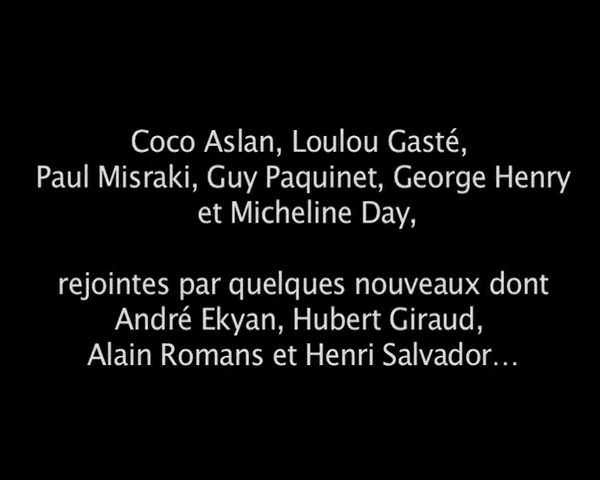 Coco Aslan, Loulou Gasté,
Paul Misraki, Guy Paquinet, George Henry
et Micheline Day,
rejointes par quelques nouveaux dont
André Ekyan, Hubert Giraud,
Alain Romans et Henri Salvador...